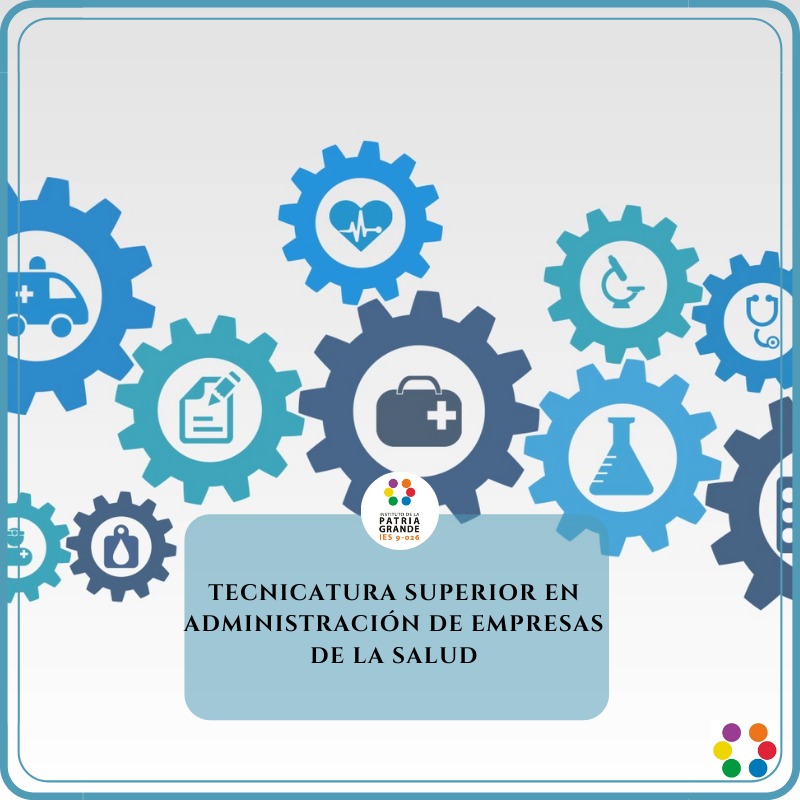 INSTITUTO DE LA
PATRIA
GRANDE
IES 9-026
TECNICATURA SUPERIOR EN
ADMINISTRACIÓN DE EMPRESAS
DE LA SALUD